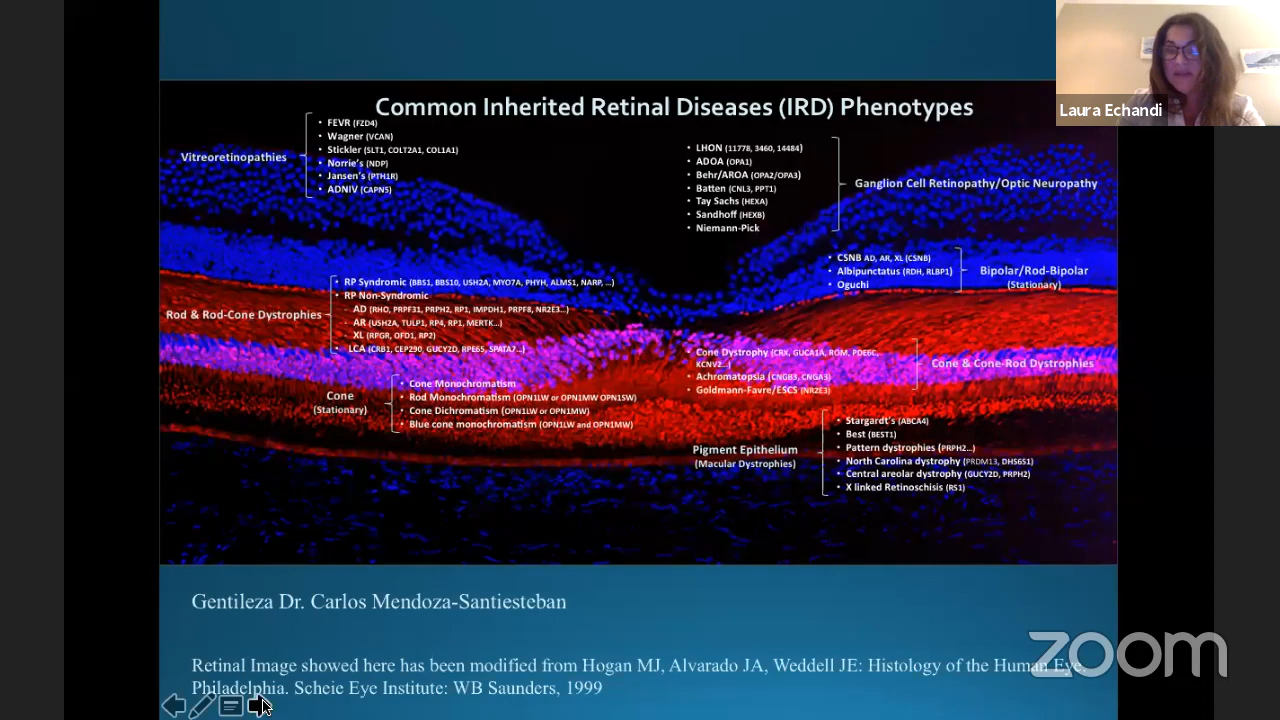 Common Inherited Retinal Diseases (IRD) Phenotypes
Laura Echandi
Vitreoretinopathies
• FEVR (FZD4)
• Wagner (VCAN)
• Stickler (SLT1, COLT2A1, COL1A1)
• Norrie's (NDP)
• Jansen's (PTH1R)
• ADNIV (CAPN5)
• LHON (11778, 3460, 14484)
• ADOA (OPA1)
• Behr/AROA (OPA2/OPA3)
• Batten (CNL3, PPT1)
• Tay Sachs (HEXA)
• Sandhoff (HEXB)
• Niemann-Pick
Ganglion Cell Retinopathy/Optic Neuropathy
• CSNB AD, AR, XL (CSNB)
• Albipunctatus (RDH, RLBP1)
• Oguchi
Bipolar/Rod-Bipolar
(Stationary)
Rod & Rod-Cone Dystrophies
• RP Syndromic (BBS1, BBS10, USH2A, MYO7A, PHYH, ALMS1, NARP, ...)
• RP Non-Syndromic
- AD (RHO, PRPF31, PRPH2, RP1, IMPDH1, PRPF8, NR2E3...)
- AR (USH2A, TULP1, RP4, RP1, MERTK...)
- XL (RPGR, OFD1, RP2)
• LCA (CRB1, CEP290, GUCY2D, RPE65, SPATA7...)
• Cone Dystrophy (CRX, GUCA1A, ROM, PDE6C,
KCNV2...)
• Achromatopsia (CNGB3, CNGA3)
• Goldmann-Favre/ESCS (NR2E3)
Cone & Cone-Rod Dystrophies
Cone
(Stationary)
• Cone Monochromatism
• Rod Monochromatism (OPN1LW or OPN1MW OPN1SW)
• Cone Dichromatism (OPN1LW or OPN1MW)
• Blue cone monochromatism (OPN1LW and OPN1MW)
Pigment Epithelium
(Macular Dystrophies)
• Stargardt's (ABCA4)
• Best (BEST1)
• Pattern dystrophies (PRPH2...)
• North Carolina dystrophy (PRDM13, DHS6S1)
• Central areolar dystrophy (GUCY2D, PRPH2)
• X linked Retinoschisis (RS1)
Gentileza Dr. Carlos Mendoza-Santiesteban
Retinal Image showed here has been modified from Hogan MJ, Alvarado JA, Weddell JE: Histology of the Human Eye.
Philadelphia. Scheie Eye Institute: WB Saunders, 1999
zoom